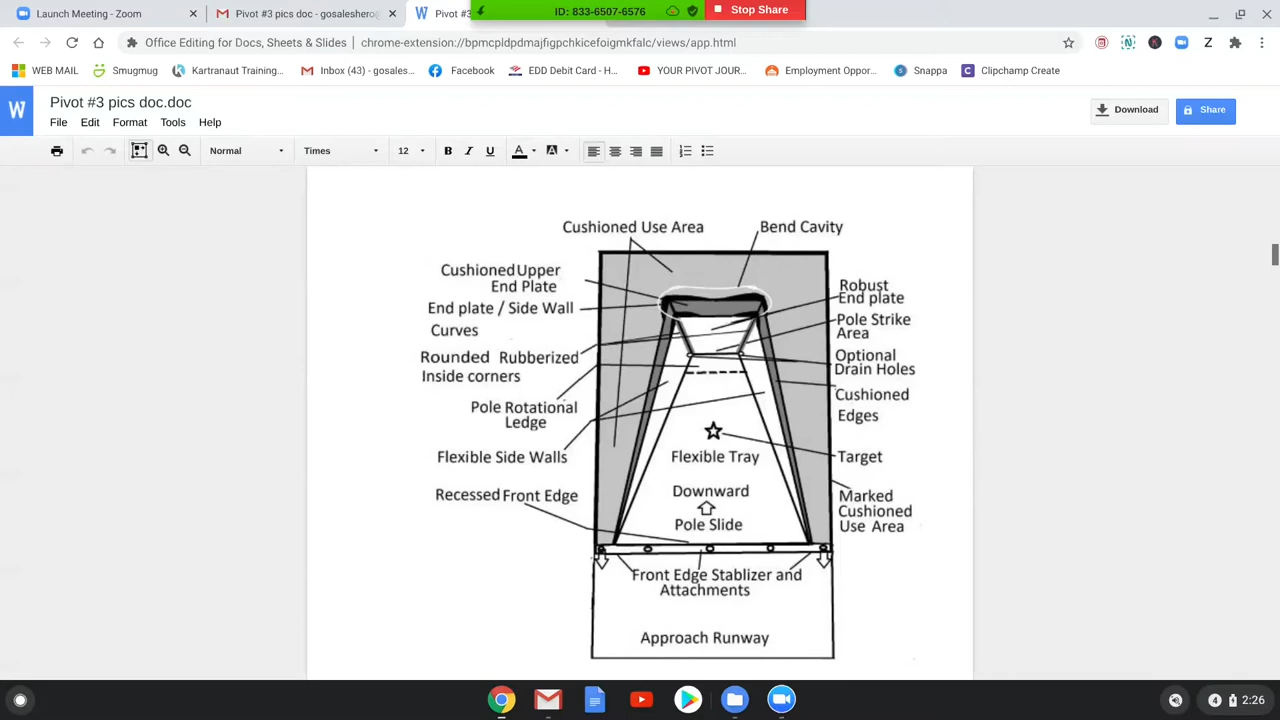 Launch Meeting - Zoom
Pivot #3 pics doc - gosaleshero
Pivot #3
ID: 833-6507-6576
Stop Share
Office Editing for Docs, Sheets & Slides
chrome-extension://bpmcpldpdmajfigpchkicefoigmkfalc/views/app.html
WEB MAIL
Smugmug
Kartranaut Training...
Inbox (43) - gosales...
Facebook
EDD Debit Card - H...
YOUR PIVOT JOUR...
Employment Oppor...
Snappa
Clipchamp Create
W
Pivot #3 pics doc.doc
File Edit Format Tools Help
Download
Share
Normal
Times
12
B I U A A
Cushioned Use Area
Bend Cavity
Cushioned Upper
End Plate
End plate / Side Wall
Curves
Rounded Rubberized
Inside corners
Pole Rotational
Ledge
Flexible Side Walls
Recessed Front Edge
Robust
End plate
Pole Strike
Area
Optional
Drain Holes
Cushioned
Edges
Target
Marked
Cushioned
Use Area
Flexible Tray
Downward
Pole Slide
Front Edge Stablizer and
Attachments
Approach Runway
4
2:26